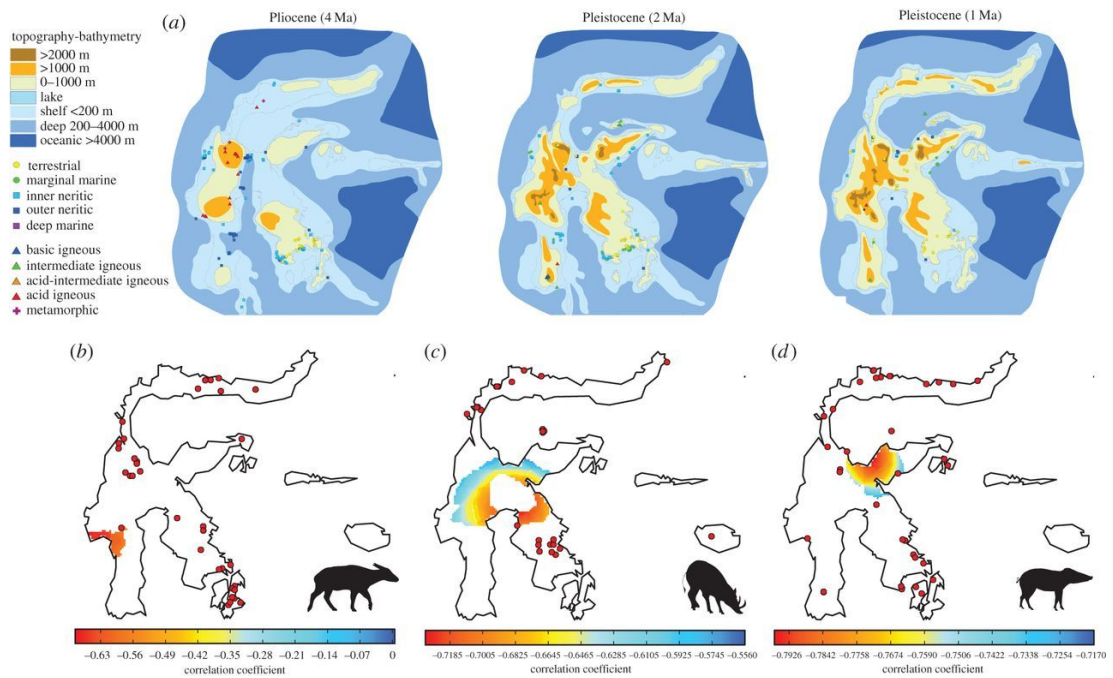 (a)
Pliocene (4 Ma)
Pleistocene (2 Ma)
Pleistocene (1 Ma)
topography-bathymetry
>2000 m
>1000 m
0–1000 m
lake
shelf <200 m
deep 200–4000 m
oceanic >4000 m
terrestrial
marginal marine
inner neritic
outer neritic
deep marine
basic igneous
intermediate igneous
acid-intermediate igneous
acid igneous
metamorphic
(b)
(c)
(d)
–0.63 –0.56 –0.49 –0.42 –0.35 –0.28 –0.21 –0.14 –0.07 0
correlation coefficient
–0.7185 –0.7005 –0.6825 –0.6645 –0.6465 –0.6285 –0.6105 –0.5925 –0.5745 –0.5560
correlation coefficient
–0.7926 –0.7842 –0.7758 –0.7674 –0.7590 –0.7506 –0.7422 –0.7338 –0.7254 –0.7170
correlation coefficient